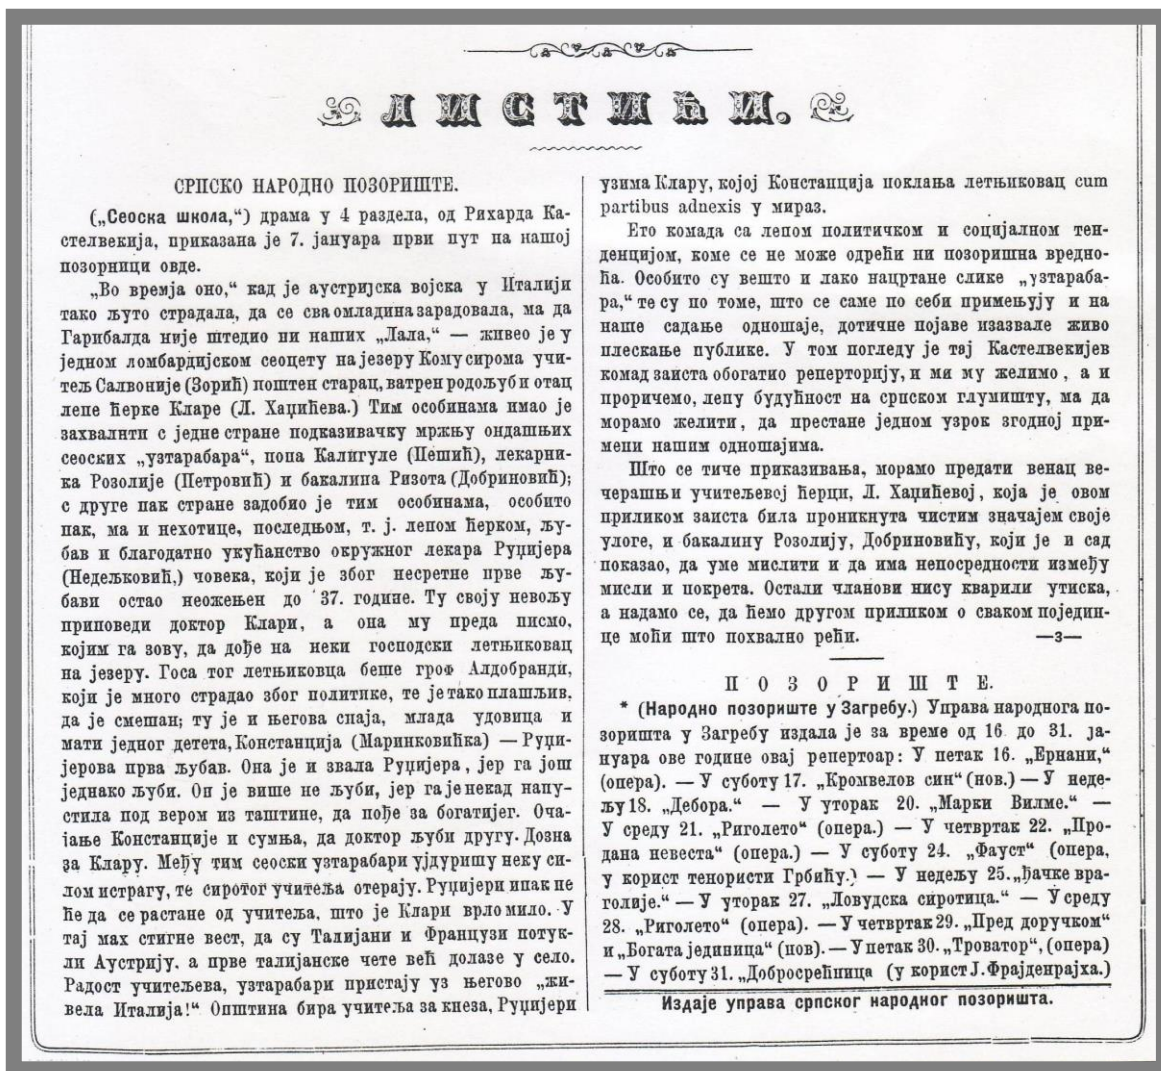 ЛИСТИЋИ.
СРПСКО НАРОДНО ПОЗОРИШТЕ.
(„Сеоска школа,“) драма у 4 раздела, од Рихарда Ка-
стелвекија, приказана је 7. јануара први пут на нашој
позорници овде.
„Во времја оно,“ кад је аустријска војска у Италији
тако љуто страдала, да се сва омладина зарадовала, ма да
Гарибалда није штедио ни наших „Лала,“ — живео је у
једном ломбардијском сеоцету на језеру Кому сирома учи-
тељ Салвоније (Зорић) поштен старац, ватрен родољуб и отац
лепе ћерке Кларе (Л. Хаџићева.) Тим особинама имао је
захвалити с једне стране подказивачку мржњу ондашњих
сеоских „узтарабара“, попа Калигуле (Пешић), лекарни-
ка Розолије (Петровић) и бакалина Ризота (Добриновић);
с друге пак стране задобио је тим особинама, особито
пак, ма и нехотице, последњом, т. ј. лепом ћерком, љу-
бав и благодатно укућанство окружног лекара Руџијера
(Недељковић,) човека, који је због несретне прве љу-
бави остао неожењен до 37. године. Ту своју невољу
приповеди доктор Клари, а она му преда писмо,
којим га зову, да дође на неки господски летњиковац
на језеру. Госа тог летњиковца беше гроф Алдобранди,
који је много страдао због политике, те је тако плашљив,
да је смешан; ту је и његова снаја, млада удовица и
мати једног детета, Констанција (Маринковићка) — Руџи-
јерова прва љубав. Она је и звала Руџијера, јер га још
једнако љуби. Он је више не љуби, јер га је некад напу-
стила под вером из таштине, да пође за богатијег. Оча-
јање Констанције и сумња, да доктор љуби другу. Дозна
за Клару. Међу тим сеоски узтарабари ујдуришу неку си-
лом истрагу, те сиротог учитеља отерају. Руџијери ипак не
ће да се растане од учитеља, што је Клари врло мило. У
тај мах стигне вест, да су Талијани и Французи потук-
ли Аустрију, а прве талијанске чете већ долазе у село.
Радост учитељева, узтарабари пристају уз његово „жи-
вела Италија!“ Општина бира учитеља за кнеза, Руџијери
узима Клару, којој Констанција поклања летњиковац cum
partibus adnexis у мираз.
Ето комада са лепом политичком и социјалном тен-
денцијом, коме се не може одрећи ни позоришна вредно-
ћа. Особито су вешто и лако нацртане слике „узтараба-
ра,“ те су по томе, што се саме по себи примењују и на
наше садање одношаје, дотичне појаве изазвале живо
плескање публике. У том погледу је тај Кастелвекијев
комад заиста обогатио реперторију, и ми му желимо, а и
проричемо, лепу будућност на српском глумишту, ма да
морамо желити, да престане једном узрок згодној при-
мени нашим одношајима.
Што се тиче приказивања, морамо предати венац ве-
черашњи учитељевој ћерци, Л. Хаџићевој, која је овом
приликом заиста била проникнута чистим значајем своје
улоге, и бакалину Розолију, Добриновићу, који је и сад
показао, да уме мислити и да има непосредности између
мисли и покрета. Остали чланови нису кварили утиска,
а надамо се, да ћемо другом приликом о сваком поједин-
це моћи што похвално рећи. —з—
ПОЗОРИШТЕ.
* (Народно позориште у Загребу.) Управа народнога по-
зоришта у Загребу издала је за време од 16 до 31. ја-
нуара ове године овај репертоар: У петак 16. „Ернани,“
(опера). — У суботу 17. „Кромвелов син“ (нов.) — У неде-
љу 18. „Дебора.“ — У уторак 20. „Марки Вилме.“ —
У среду 21. „Риголето“ (опера.) — У четвртак 22. „Про-
дана невеста“ (опера.) — У суботу 24. „Фауст“ (опера,
у корист тенористи Грбићу.) — У недељу 25. „Ђачке вра-
голије.“ — У уторак 27. „Ловудска сиротица.“ — У среду
28. „Риголето“ (опера). — У четвртак 29. „Пред доручком“
и „Богата јединица“ (нов). — У петак 30. „Троватор“, (опера)
— У суботу 31. „Добросрећница (у корист Ј. Фрајденрајха.)
Издаје управа српског народног позоришта.